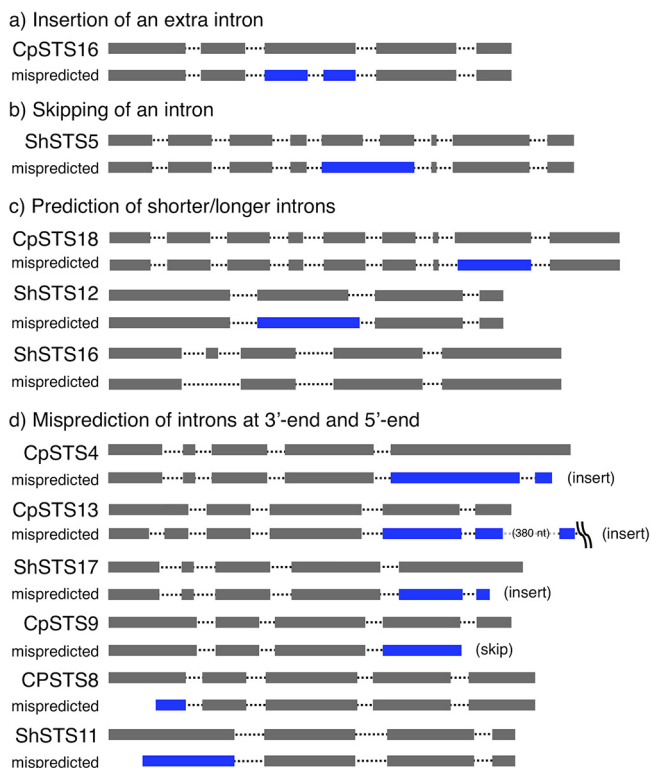 a) Insertion of an extra intron
CpSTS16
mispredicted
b) Skipping of an intron
ShSTS5
mispredicted
c) Prediction of shorter/longer introns
CpSTS18
mispredicted
ShSTS12
mispredicted
ShSTS16
mispredicted
d) Misprediction of introns at 3'-end and 5'-end
CpSTS4
mispredicted (insert)
CpSTS13
mispredicted (380 nt) (insert)
ShSTS17
mispredicted (insert)
CpSTS9
mispredicted (skip)
CPSTS8
mispredicted
ShSTS11
mispredicted